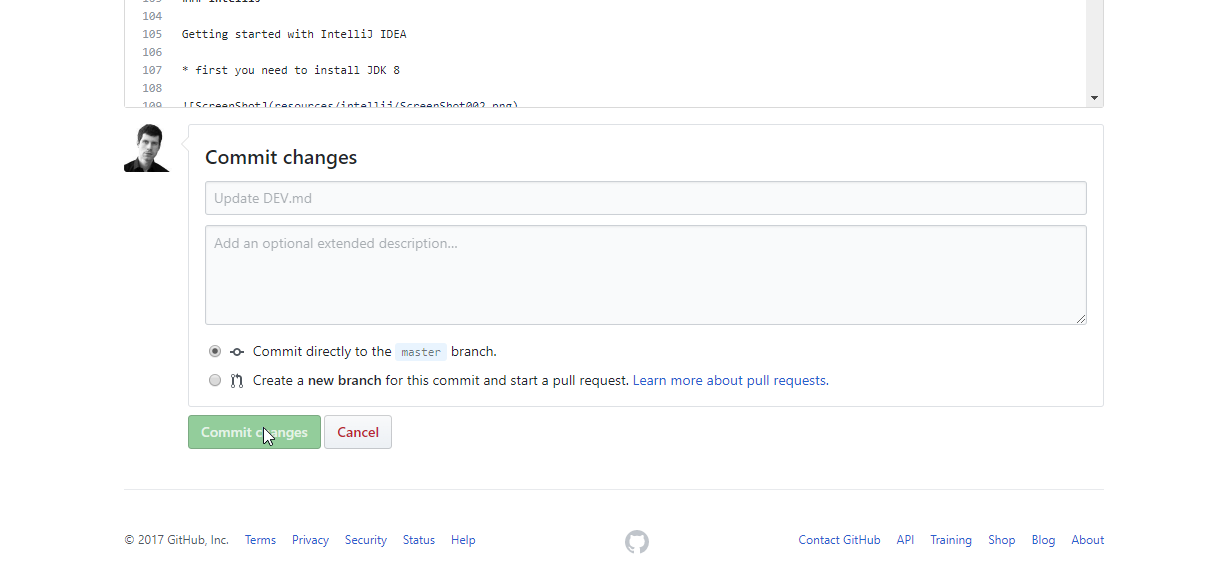 103 ### IntelliJ
104
105 Getting started with IntelliJ IDEA
106
107 * first you need to install JDK 8
108
109 ![ScreenShot](resources/intellij/ScreenShot002.png)
Commit changes
Update DEV.md
Add an optional extended description...
Commit directly to the master branch.
Create a new branch for this commit and start a pull request. Learn more about pull requests.
Commit changes Cancel
© 2017 GitHub, Inc. Terms Privacy Security Status Help Contact GitHub API Training Shop Blog About